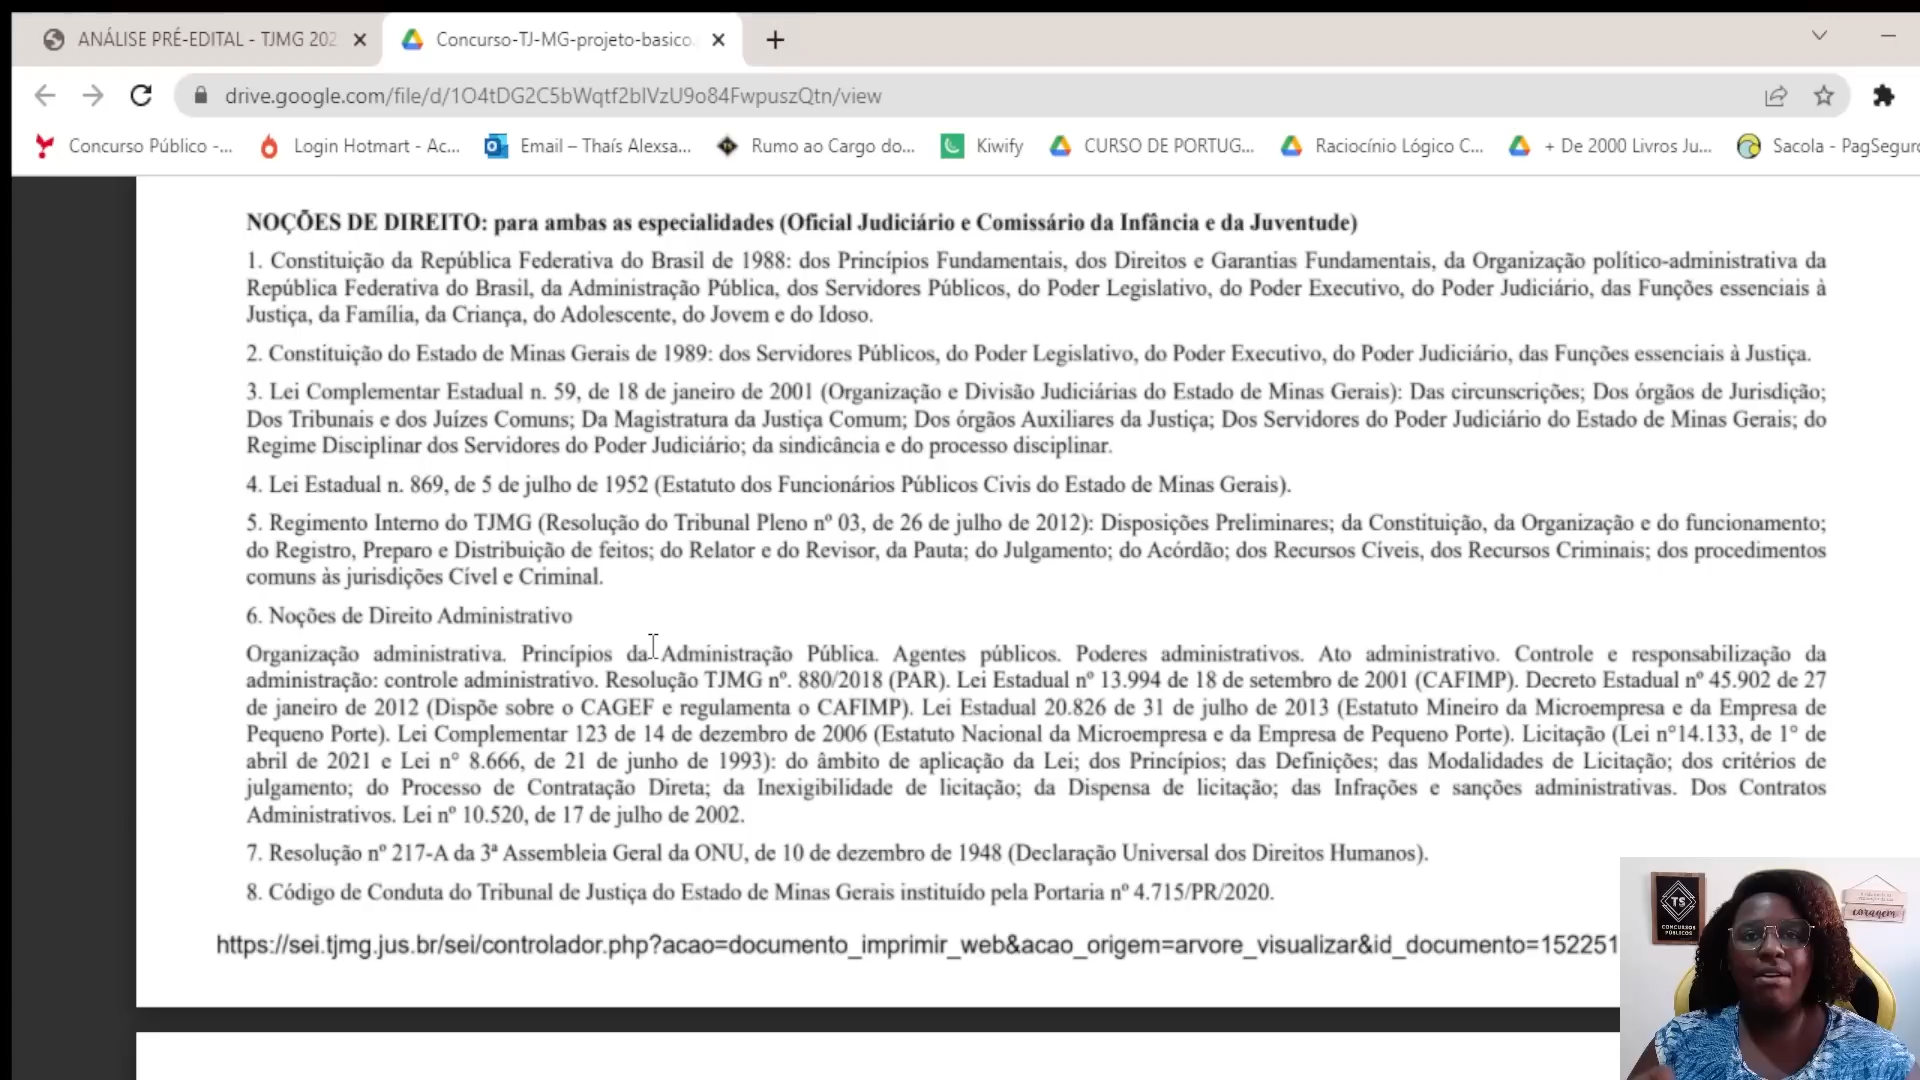 ANÁLISE PRÉ-EDITAL - TJMG 202
Concurso-TJ-MG-projeto-basico.
drive.google.com/file/d/1O4tDG2C5bWqtf2bIVzU9o84FwpuszQtn/view
Concurso Público -...
Login Hotmart - Ac...
Email – Thaís Alexsa...
Rumo ao Cargo do...
Kiwify
CURSO DE PORTUG...
Raciocínio Lógico C...
+ De 2000 Livros Ju...
Sacola - PagSeguro
NOÇÕES DE DIREITO: para ambas as especialidades (Oficial Judiciário e Comissário da Infância e da Juventude)
1. Constituição da República Federativa do Brasil de 1988: dos Princípios Fundamentais, dos Direitos e Garantias Fundamentais, da Organização político-administrativa da
República Federativa do Brasil, da Administração Pública, dos Servidores Públicos, do Poder Legislativo, do Poder Executivo, do Poder Judiciário, das Funções essenciais à
Justiça, da Família, da Criança, do Adolescente, do Jovem e do Idoso.
2. Constituição do Estado de Minas Gerais de 1989: dos Servidores Públicos, do Poder Legislativo, do Poder Executivo, do Poder Judiciário, das Funções essenciais à Justiça.
3. Lei Complementar Estadual n. 59, de 18 de janeiro de 2001 (Organização e Divisão Judiciárias do Estado de Minas Gerais): Das circunscrições; Dos órgãos de Jurisdição;
Dos Tribunais e dos Juízes Comuns; Da Magistratura da Justiça Comum; Dos órgãos Auxiliares da Justiça; Dos Servidores do Poder Judiciário do Estado de Minas Gerais; do
Regime Disciplinar dos Servidores do Poder Judiciário; da sindicância e do processo disciplinar.
4. Lei Estadual n. 869, de 5 de julho de 1952 (Estatuto dos Funcionários Públicos Civis do Estado de Minas Gerais).
5. Regimento Interno do TJMG (Resolução do Tribunal Pleno nº 03, de 26 de julho de 2012): Disposições Preliminares; da Constituição, da Organização e do funcionamento;
do Registro, Preparo e Distribuição de feitos; do Relator e do Revisor, da Pauta; do Julgamento; do Acórdão; dos Recursos Cíveis, dos Recursos Criminais; dos procedimentos
comuns às jurisdições Cível e Criminal.
6. Noções de Direito Administrativo
Organização administrativa. Princípios da Administração Pública. Agentes públicos. Poderes administrativos. Ato administrativo. Controle e responsabilização da
administração: controle administrativo. Resolução TJMG nº. 880/2018 (PAR). Lei Estadual nº 13.994 de 18 de setembro de 2001 (CAFIMP). Decreto Estadual nº 45.902 de 27
de janeiro de 2012 (Dispõe sobre o CAGEF e regulamenta o CAFIMP). Lei Estadual 20.826 de 31 de julho de 2013 (Estatuto Mineiro da Microempresa e da Empresa de
Pequeno Porte). Lei Complementar 123 de 14 de dezembro de 2006 (Estatuto Nacional da Microempresa e da Empresa de Pequeno Porte). Licitação (Lei n°14.133, de 1° de
abril de 2021 e Lei n° 8.666, de 21 de junho de 1993): do âmbito de aplicação da Lei; dos Princípios; das Definições; das Modalidades de Licitação; dos critérios de
julgamento; do Processo de Contratação Direta; da Inexigibilidade de licitação; da Dispensa de licitação; das Infrações e sanções administrativas. Dos Contratos
Administrativos. Lei nº 10.520, de 17 de julho de 2002.
7. Resolução nº 217-A da 3ª Assembleia Geral da ONU, de 10 de dezembro de 1948 (Declaração Universal dos Direitos Humanos).
8. Código de Conduta do Tribunal de Justiça do Estado de Minas Gerais instituído pela Portaria nº 4.715/PR/2020.
https://sei.tjmg.jus.br/sei/controlador.php?acao=documento_imprimir_web&acao_origem=arvore_visualizar&id_documento=152251
TS
CONCURSOS
PÚBLICOS
coragem